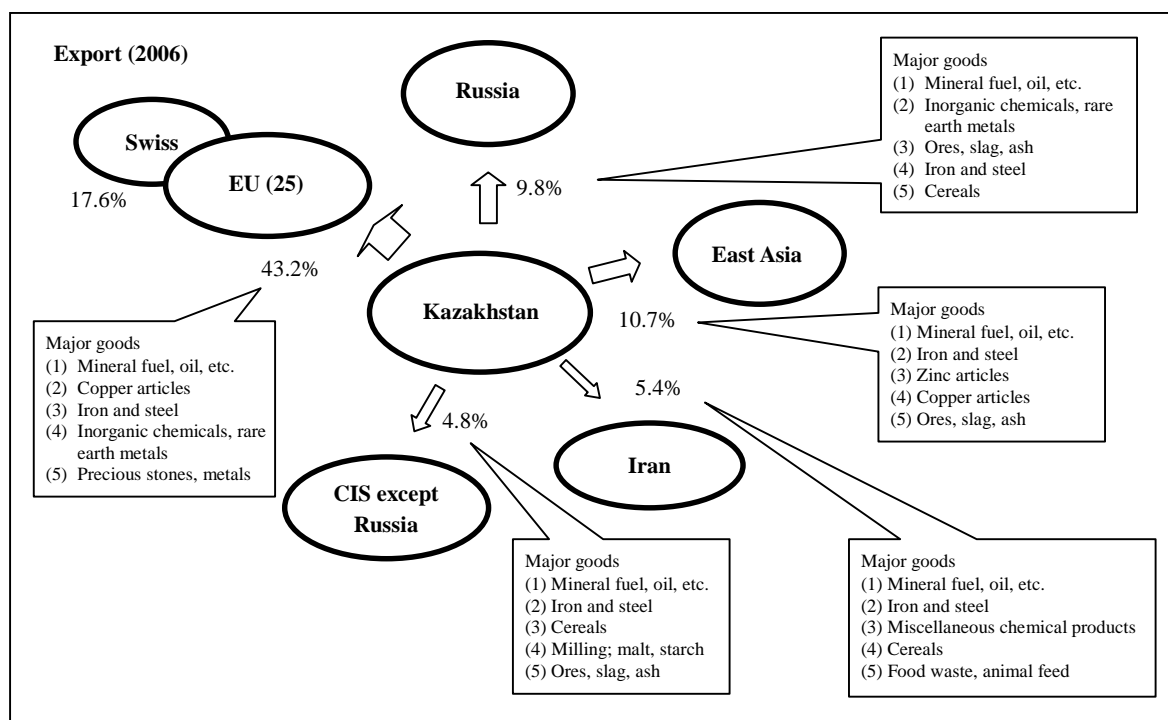 Export (2006)
Russia
Swiss
EU (25)
17.6%
9.8%
43.2%
Kazakhstan
East Asia
10.7%
5.4%
4.8%
Iran
CIS except
Russia
Major goods
(1) Mineral fuel, oil, etc.
(2) Inorganic chemicals, rare
earth metals
(3) Ores, slag, ash
(4) Iron and steel
(5) Cereals
Major goods
(1) Mineral fuel, oil, etc.
(2) Iron and steel
(3) Zinc articles
(4) Copper articles
(5) Ores, slag, ash
Major goods
(1) Mineral fuel, oil, etc.
(2) Copper articles
(3) Iron and steel
(4) Inorganic chemicals, rare
earth metals
(5) Precious stones, metals
Major goods
(1) Mineral fuel, oil, etc.
(2) Iron and steel
(3) Cereals
(4) Milling; malt, starch
(5) Ores, slag, ash
Major goods
(1) Mineral fuel, oil, etc.
(2) Iron and steel
(3) Miscellaneous chemical products
(4) Cereals
(5) Food waste, animal feed